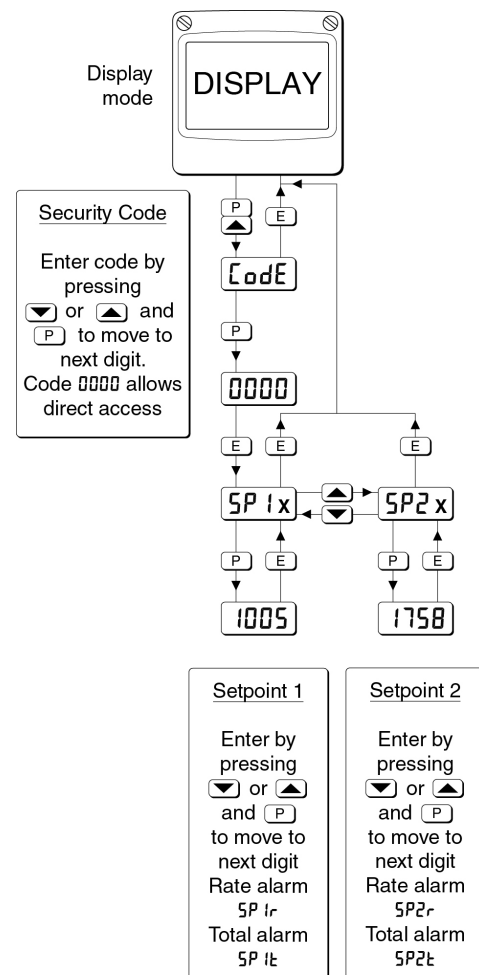 Display
mode
DISPLAY
P
E
Security Code
Enter code by
pressing
or and
P to move to
next digit.
Code 0000 allows
direct access
CodE
P
0000
E E E
SP1x SP2x
P E P E
1005 1758
Setpoint 1
Enter by
pressing
or
and P
to move to
next digit
Rate alarm
SP1r
Total alarm
SP1t
Setpoint 2
Enter by
pressing
or
and P
to move to
next digit
Rate alarm
SP2r
Total alarm
SP2t